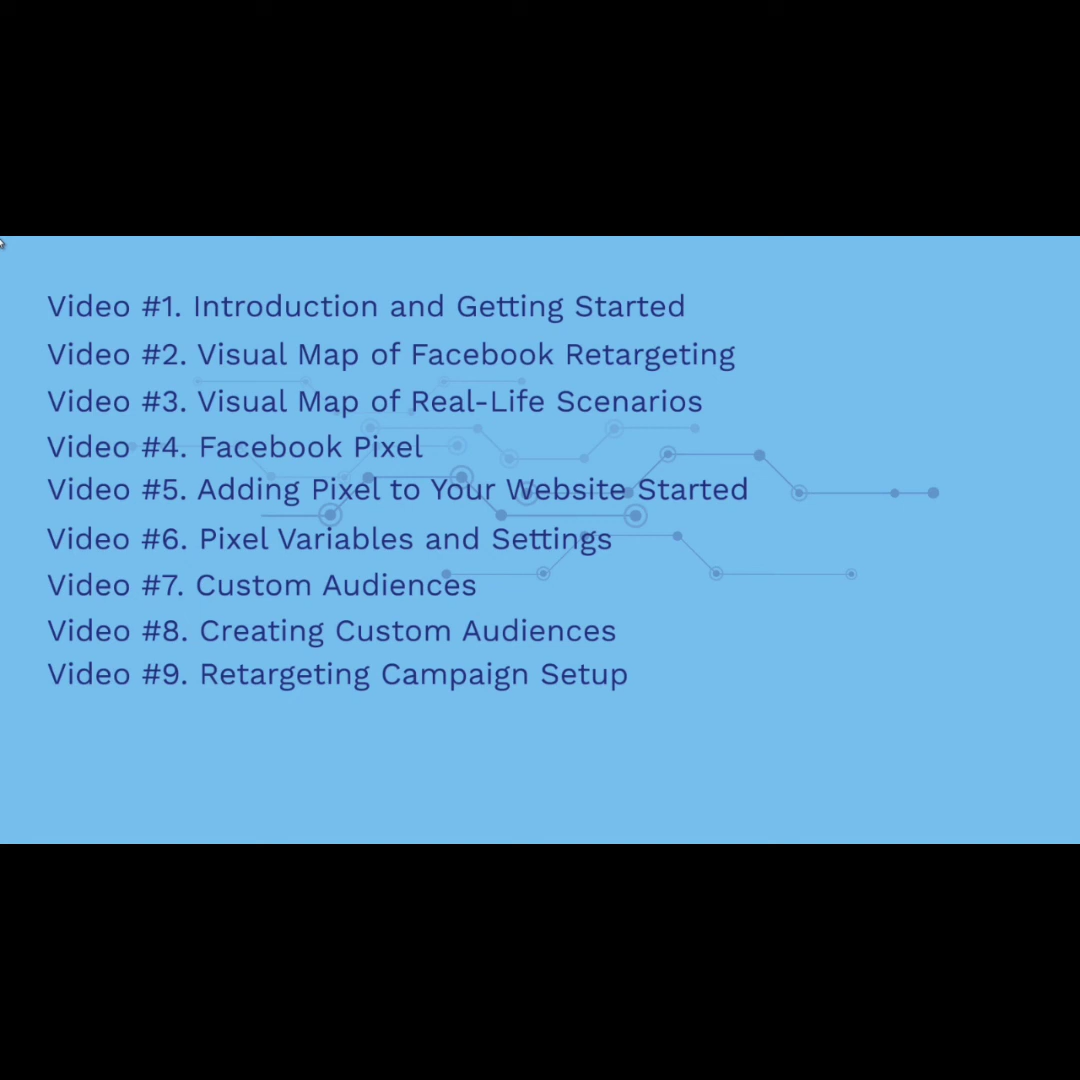 Video #1. Introduction and Getting Started
Video #2. Visual Map of Facebook Retargeting
Video #3. Visual Map of Real-Life Scenarios
Video #4. Facebook Pixel
Video #5. Adding Pixel to Your Website Started
Video #6. Pixel Variables and Settings
Video #7. Custom Audiences
Video #8. Creating Custom Audiences
Video #9. Retargeting Campaign Setup